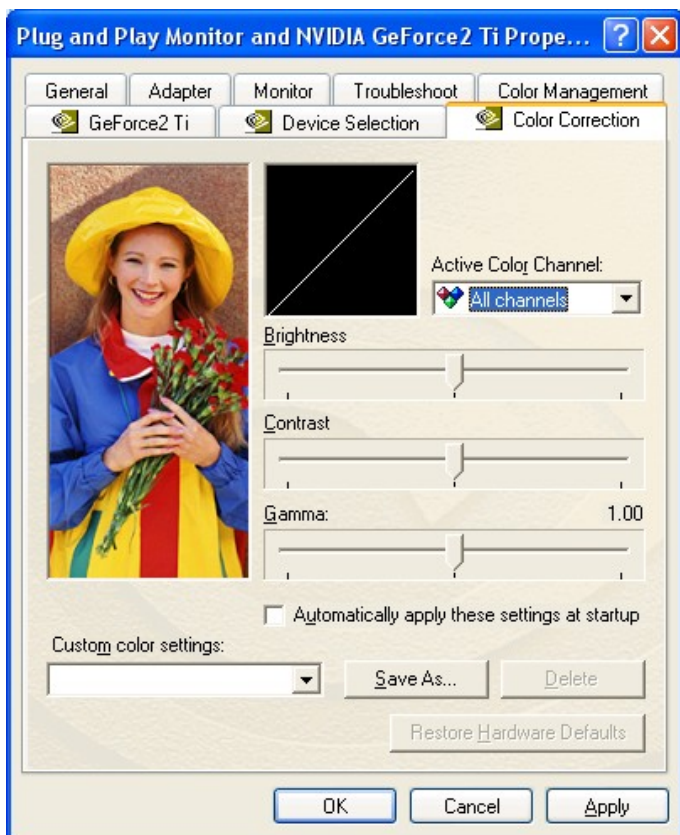 Plug and Play Monitor and NVIDIA GeForce2 Ti Prope...
General Adapter Monitor Troubleshoot Color Management
GeForce2 Ti Device Selection Color Correction
Active Color Channel:
All channels
Brightness
Contrast
Gamma: 1.00
Automatically apply these settings at startup
Custom color settings:
Save As... Delete
Restore Hardware Defaults
OK Cancel Apply